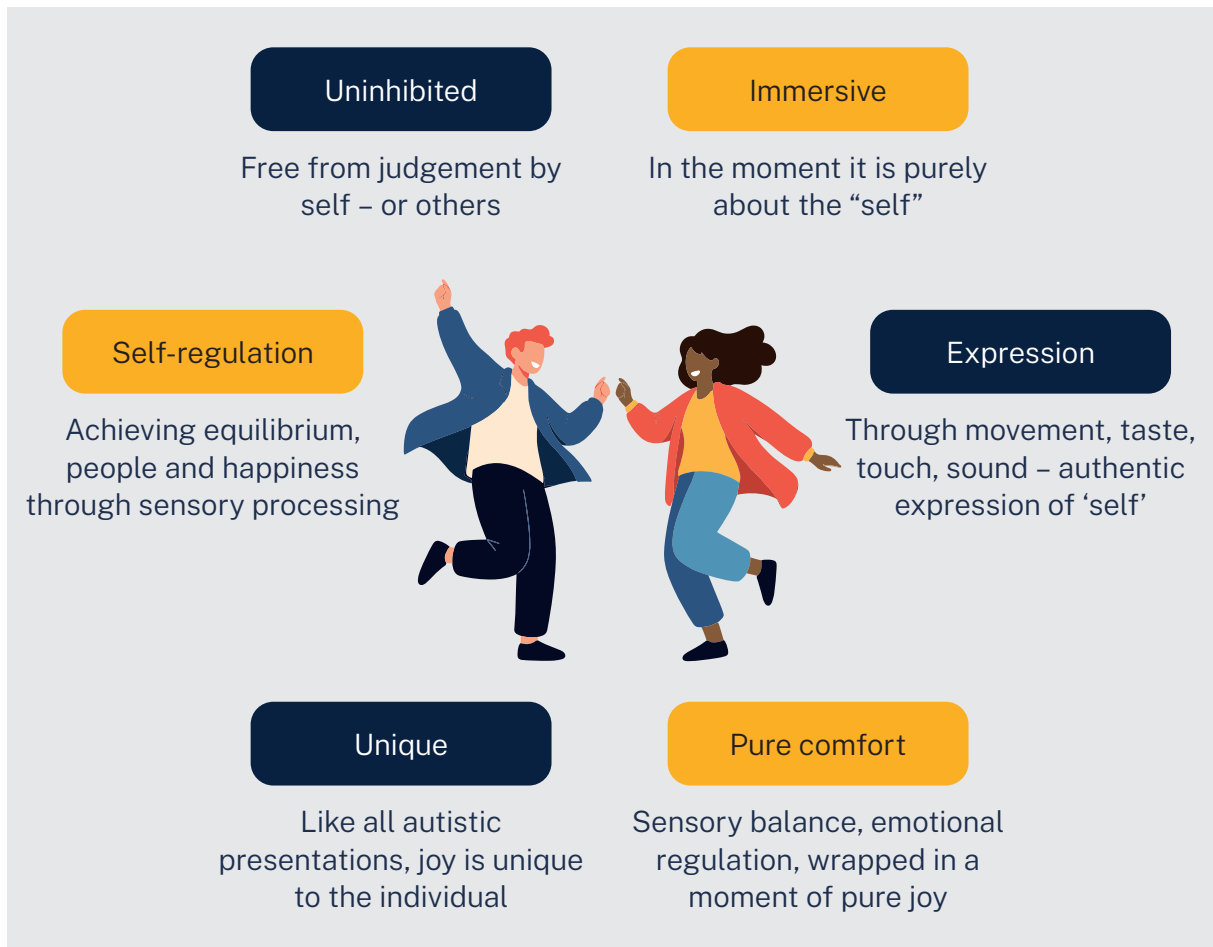 Uninhibited
Free from judgement by
self – or others
Immersive
In the moment it is purely
about the “self”
Self-regulation
Achieving equilibrium,
people and happiness
through sensory processing
Expression
Through movement, taste,
touch, sound – authentic
expression of ‘self’
Unique
Like all autistic
presentations, joy is unique
to the individual
Pure comfort
Sensory balance, emotional
regulation, wrapped in a
moment of pure joy